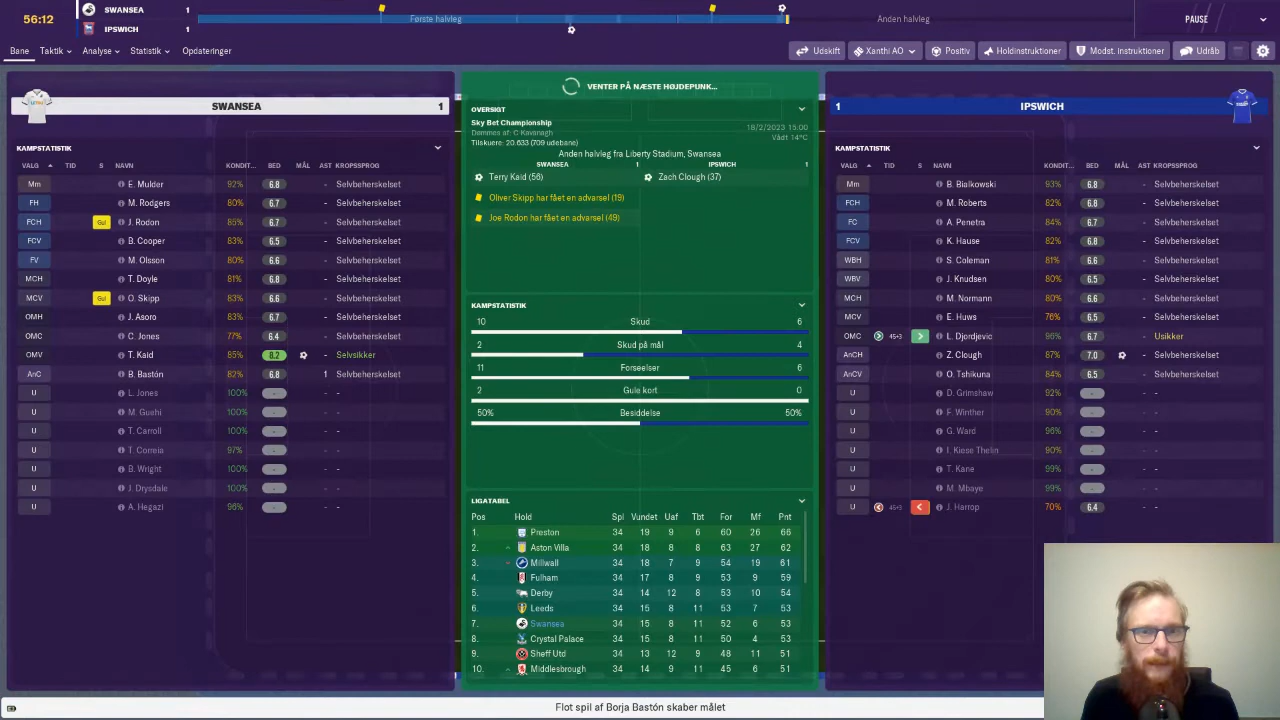 56:12
SWANSEA 1
IPSWICH 1
Første halvleg
Anden halvleg
PAUSE
Bane Taktik Analyse Statistik Opdateringer
Udskift Xanthi AO Positiv Holdinstruktioner Modst. instruktioner Udråb
SWANSEA 1
KAMPSTATISTIK
VALG TID S NAVN KONDIT... BED MÅL AST KROPSSPROG
Mm E. Mulder 92% 6.8 - Selvbeherskelset
FH M. Rodgers 80% 6.7 - Selvbeherskelset
FCH Gul J. Rodon 85% 6.7 - Selvbeherskelset
FCV B. Cooper 83% 6.5 - Selvbeherskelset
FV M. Olsson 80% 6.6 - Selvbeherskelset
MCH T. Doyle 81% 6.8 - Selvbeherskelset
MCV Gul O. Skipp 83% 6.6 - Selvbeherskelset
OMH J. Asoro 83% 6.7 - Selvbeherskelset
OMC C. Jones 77% 6.4 - Selvbeherskelset
OMV T. Kaid 85% 8.2 - Selvsikker
AnC B. Bastón 82% 6.8 1 Selvbeherskelset
U L. Jones 100% - - -
U M. Guehi 100% - - -
U T. Carroll 100% - - -
U T. Correia 97% - - -
U B. Wright 100% - - -
U J. Drysdale 100% - - -
U A. Hegazi 96% - - -
VENTER PÅ NÆSTE HØJDEPUNK...
OVERSIGT
Sky Bet Championship 18/2/2023 15:00
Dømmes af: C Kavanagh Vådt 14°C
Tilskuere: 20.633 (709 udebane)
Anden halvleg fra Liberty Stadium, Swansea
SWANSEA 1 IPSWICH 1
Terry Kaid (56) Zach Clough (37)
Oliver Skipp har fået en advarsel (19)
Joe Rodon har fået en advarsel (49)
KAMPSTATISTIK
10 Skud 6
2 Skud på mål 4
11 Forseelser 6
2 Gule kort 0
50% Besiddelse 50%
LIGATABEL
Pos Hold Spl Vundet Uaf Tbt For Mf Pnt
1. Preston 34 19 9 6 60 26 66
2. Aston Villa 34 18 8 8 63 27 62
3. Millwall 34 18 7 9 54 19 61
4. Fulham 34 17 8 9 53 9 59
5. Derby 34 14 12 8 53 10 54
6. Leeds 34 15 8 11 53 7 53
7. Swansea 34 15 8 11 52 6 53
8. Crystal Palace 34 15 8 11 50 4 53
9. Sheff Utd 34 13 12 9 48 11 51
10. Middlesbrough 34 14 9 11 45 6 51
1 IPSWICH
KAMPSTATISTIK
VALG TID S NAVN KONDIT... BED MÅL AST KROPSSPROG
Mm B. Bialkowski 93% 6.8 - Selvbeherskelset
FCH M. Roberts 82% 6.8 - Selvbeherskelset
FC A. Penetra 84% 6.7 - Selvbeherskelset
FCV K. Hause 82% 6.8 - Selvbeherskelset
WBH S. Coleman 81% 6.6 - Selvbeherskelset
WBV J. Knudsen 80% 6.5 - Selvbeherskelset
MCH M. Normann 80% 6.6 - Selvbeherskelset
MCV E. Huws 76% 6.5 - Selvbeherskelset
OMC 45+3 L. Djordjevic 96% 6.7 - Usikker
AnCH Z. Clough 87% 7.0 - Selvbeherskelset
AnCV O. Tshikuna 84% 6.5 - Selvbeherskelset
U D. Grimshaw 92% - - -
U F. Winther 90% - - -
U G. Ward 96% - - -
U I. Kiese Thelin 90% - - -
U T. Kane 99% - - -
U M. Mbaye 99% - - -
U 45+3 J. Harrop 70% 6.4 - -
Flot spil af Borja Bastón skaber målet